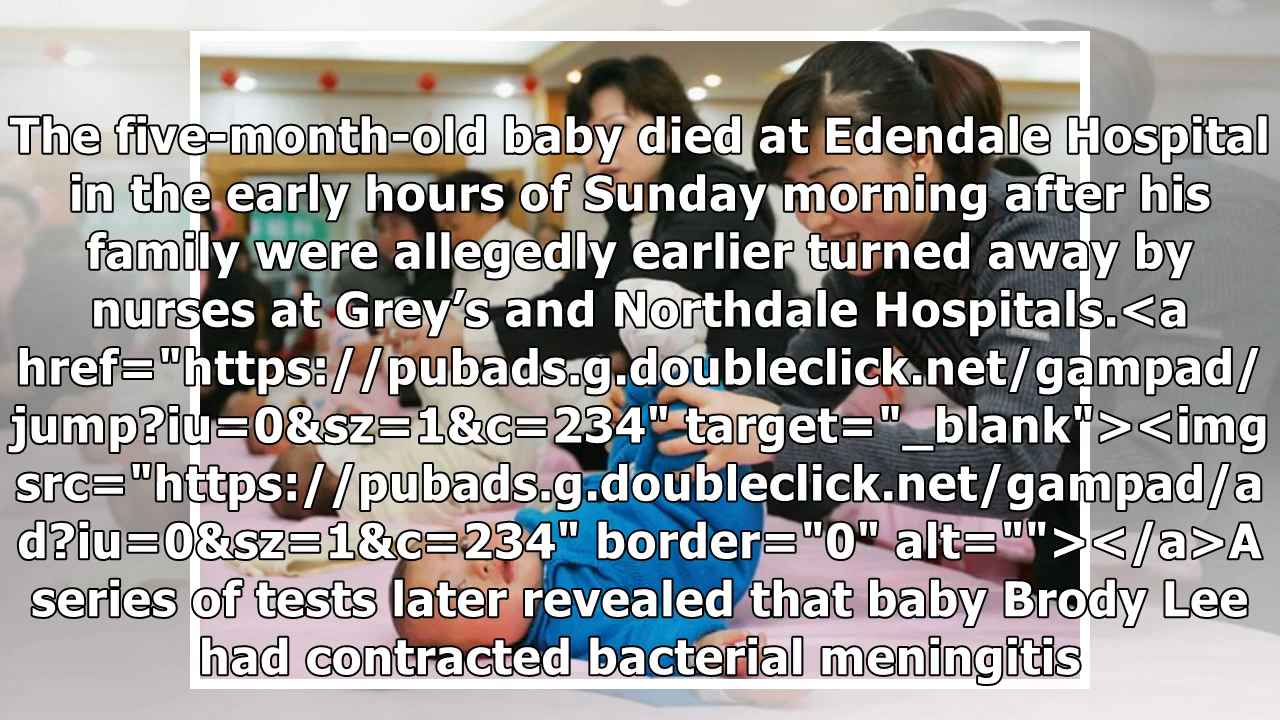 The five-month-old baby died at Edendale Hospital
in the early hours of Sunday morning after his
family were allegedly earlier turned away by
nurses at Grey’s and Northdale Hospitals.<a
href="https://pubads.g.doubleclick.net/gampad/
jump?iu=0&sz=1&c=234" target="_blank"><img
src="https://pubads.g.doubleclick.net/gampad/a
d?iu=0&sz=1&c=234" border="0" alt=""></a>A
series of tests later revealed that baby Brody Lee
had contracted bacterial meningitis